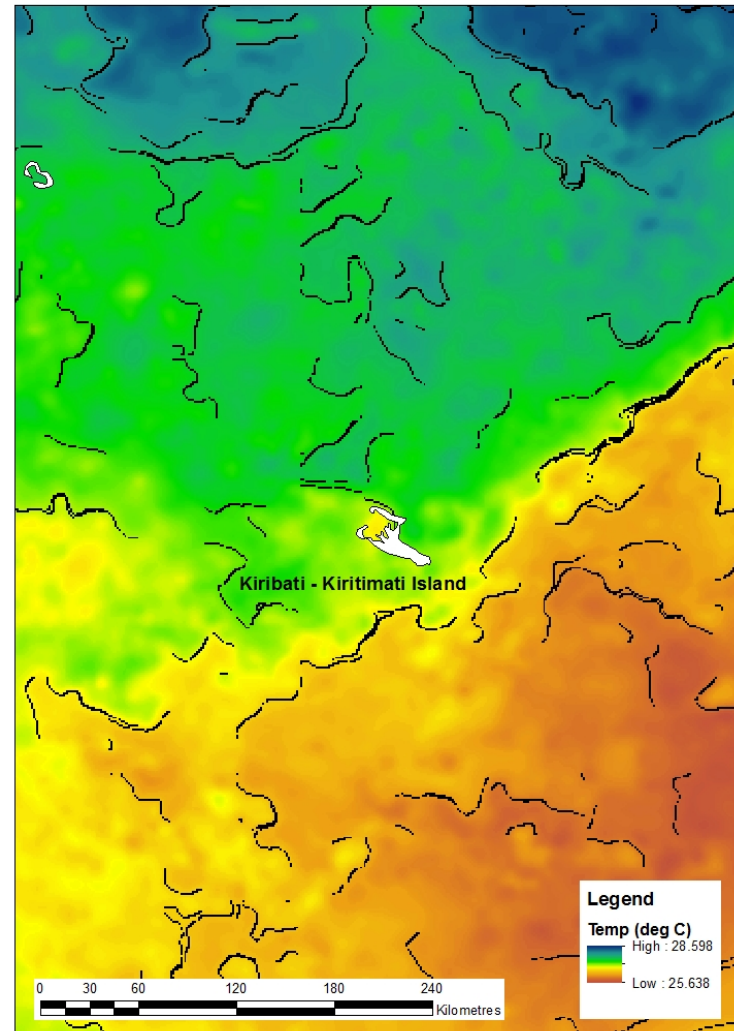 Kiribati - Kiritimati Island
Legend
Temp (deg C)
High : 28.598
Low : 25.638
0 30 60 120 180 240
Kilometres